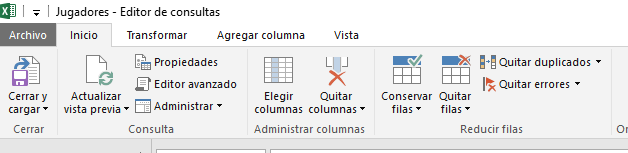 Jugadores - Editor de consultas
Archivo Inicio Transformar Agregar columna Vista
Cerrar y cargar
Actualizar vista previa
Propiedades
Editor avanzado
Administrar
Elegir columnas
Quitar columnas
Conservar filas
Quitar filas
Quitar duplicados
Quitar errores
Cerrar Consulta Administrar columnas Reducir filas